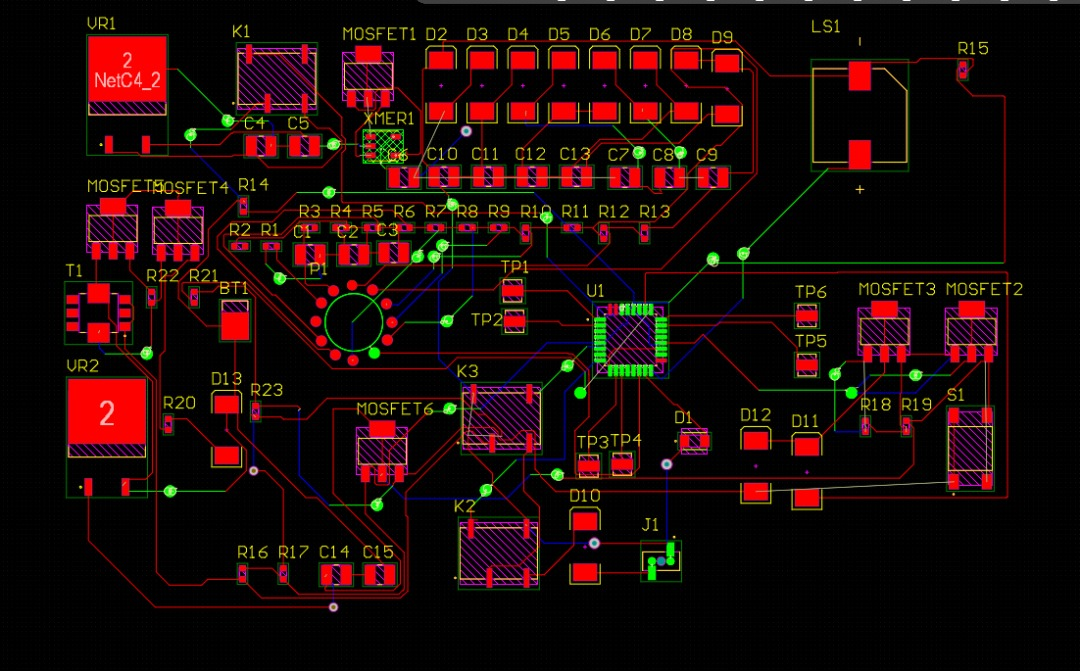 VR1
2
NetC4_2
K1
MOSFET1
D2 D3 D4 D5 D6 D7 D8 D9
LS1
R15
C4 C5
XMER1
C6 C10 C11 C12 C13 C7 C8 C9
MOSFET5 MOSFET4 R14
R3 R4 R5 R6 R7 R8 R9 R10 R11 R12 R13
R2 R1 C1 C2 C3
T1 R22 R21 BT1 P1 TP1
TP2 U1 TP6 MOSFET3 MOSFET2
TP5
VR2
2
D13 R23 K3
R20 MOSFET6 D1 D12 D11 R18 R19 S1
TP3 TP4
K2 D10 J1
R16 R17 C14 C15